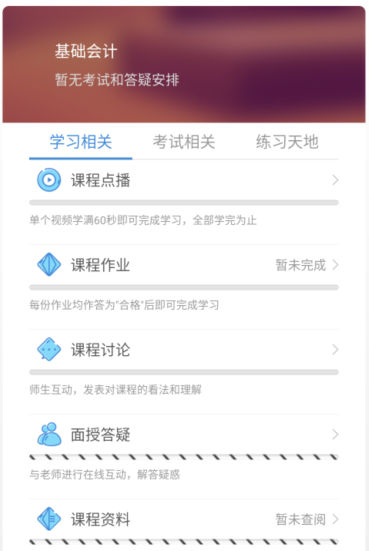 基础会计
暂无考试和答疑安排
学习相关 考试相关 练习天地
课程点播
单个视频学满60秒即可完成学习，全部学完为止
课程作业 暂未完成
每份作业均作答为"合格"后即可完成学习
课程讨论
师生互动，发表对课程的看法和理解
面授答疑
与老师进行在线互动，解答疑惑
课程资料 暂未查阅